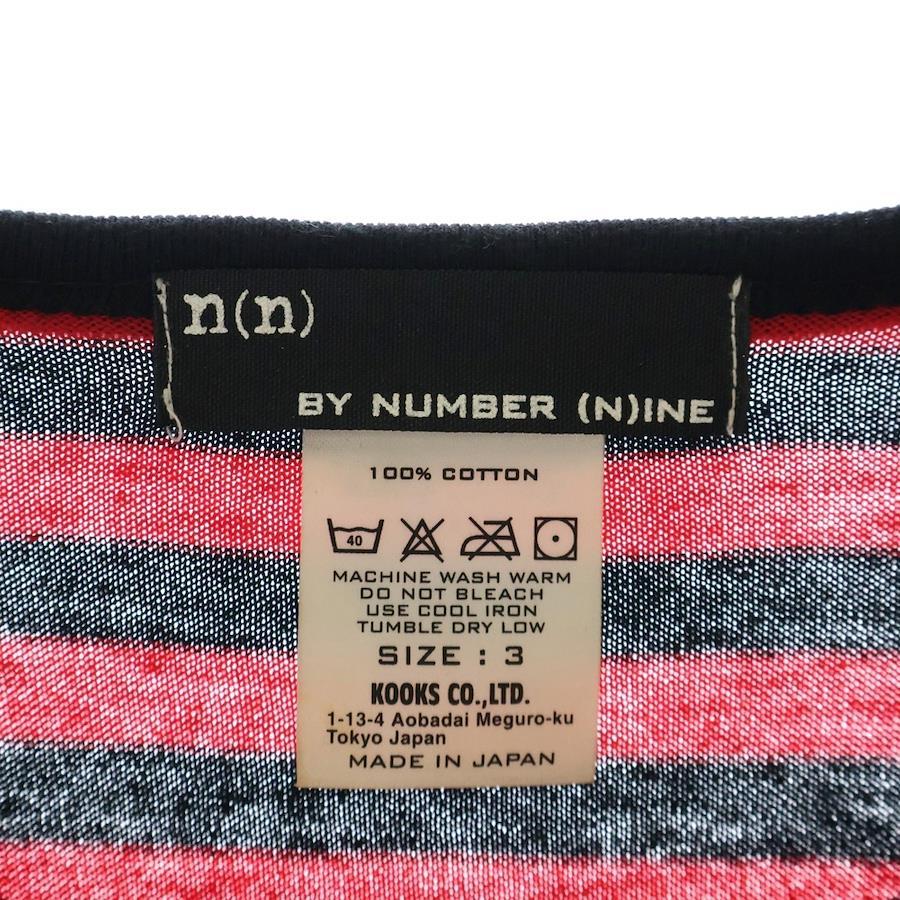 n(n)
BY NUMBER (N)INE
100% COTTON
40
MACHINE WASH WARM
DO NOT BLEACH
USE COOL IRON
TUMBLE DRY LOW
SIZE : 3
KOOKS CO.,LTD.
1-13-4 Aobadai Meguro-ku
Tokyo Japan
MADE IN JAPAN